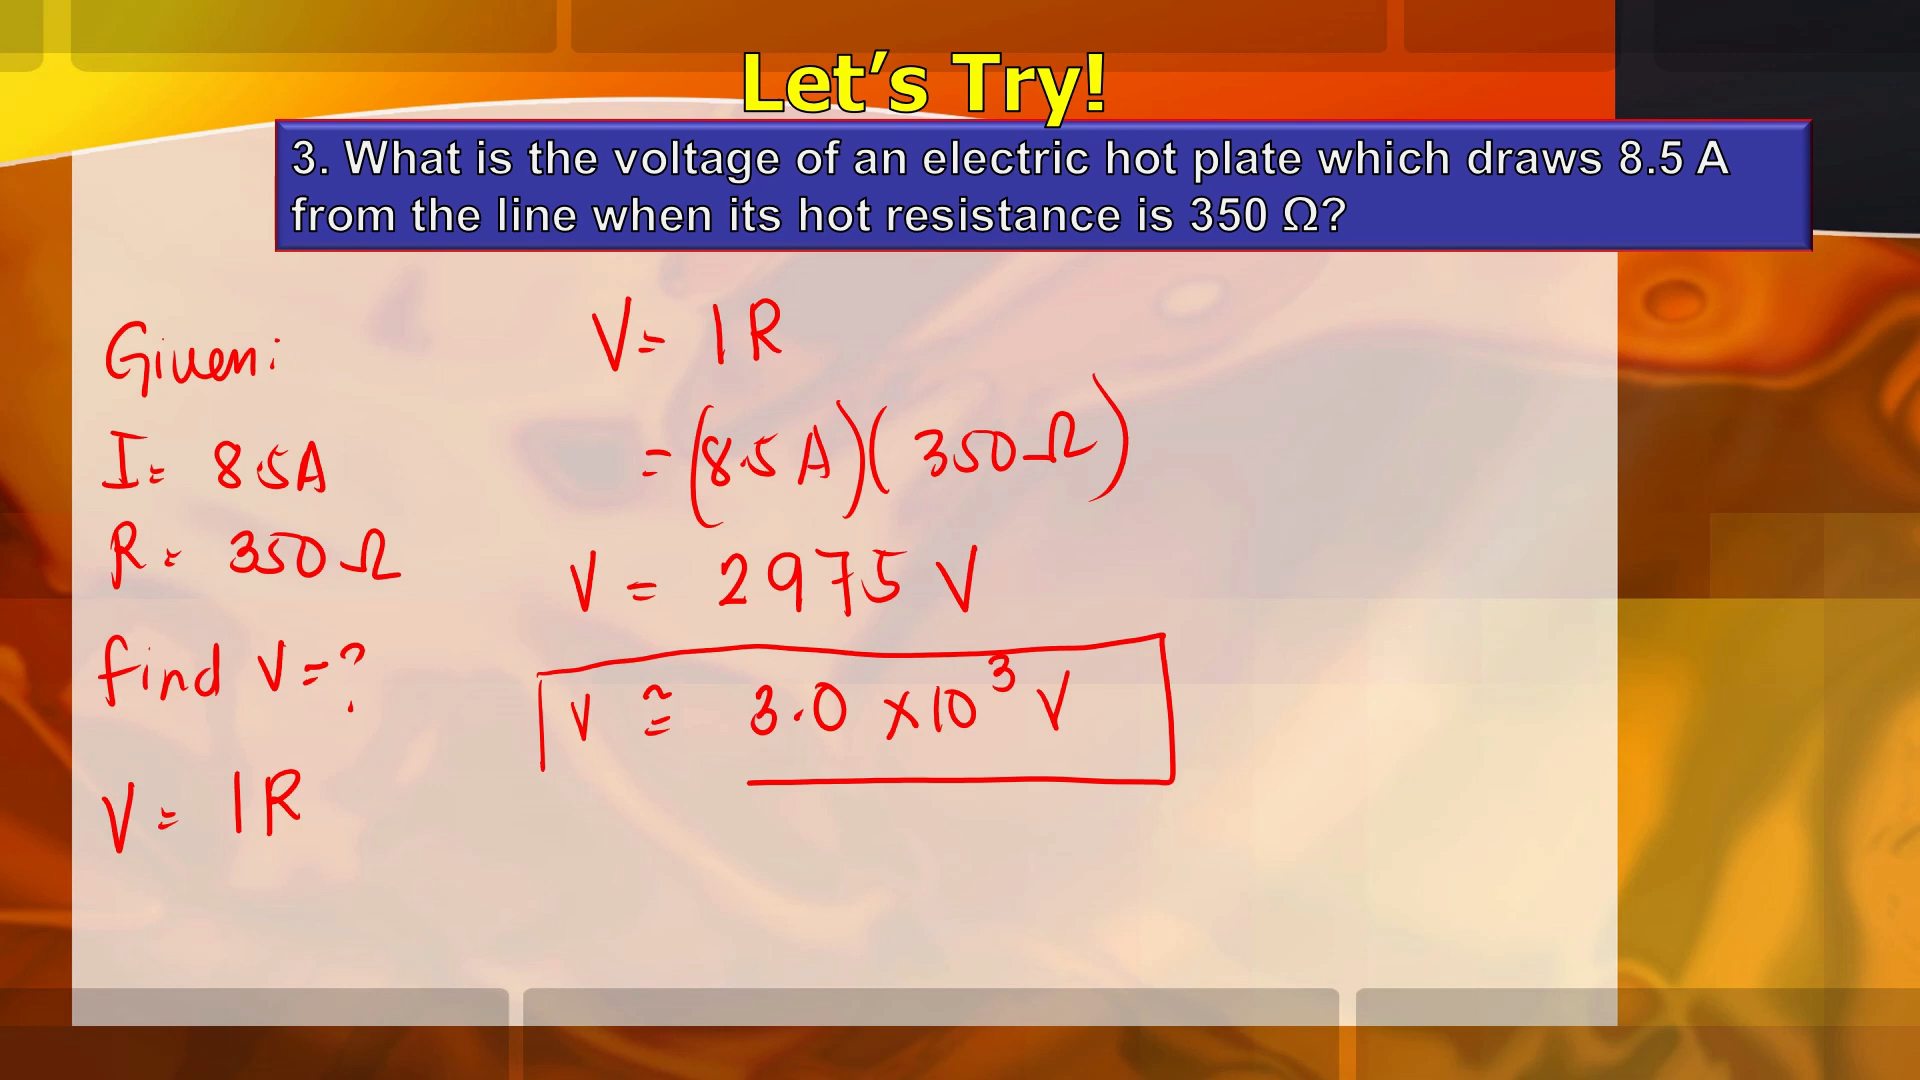 Let’s Try!
3. What is the voltage of an electric hot plate which draws 8.5 A
from the line when its hot resistance is 350 Ω?
Given:
I = 8.5A
R = 350 Ω
find V = ?
V = IR
V = IR
= (8.5 A)(350 Ω)
V = 2975 V
V ≅ 3.0 x10³ V